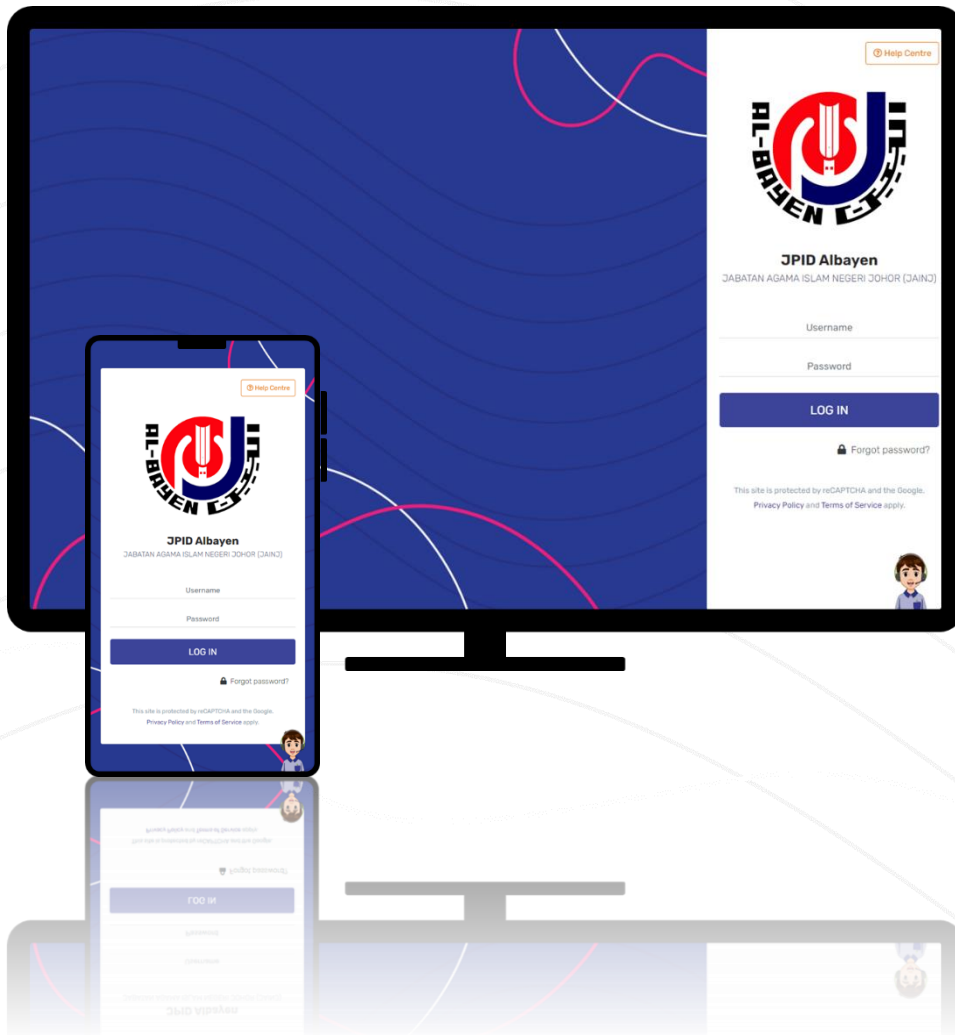 Help Centre
AL-BAYEN البيان
JPID Albayen
JABATAN AGAMA ISLAM NEGERI JOHOR (JAINJ)
Username
Password
LOG IN
Forgot password?
This site is protected by reCAPTCHA and the Google.
Privacy Policy and Terms of Service apply.
Help Centre
AL-BAYEN البيان
JPID Albayen
JABATAN AGAMA ISLAM NEGERI JOHOR (JAINJ)
Username
Password
LOG IN
Forgot password?
This site is protected by reCAPTCHA and the Google.
Privacy Policy and Terms of Service apply.